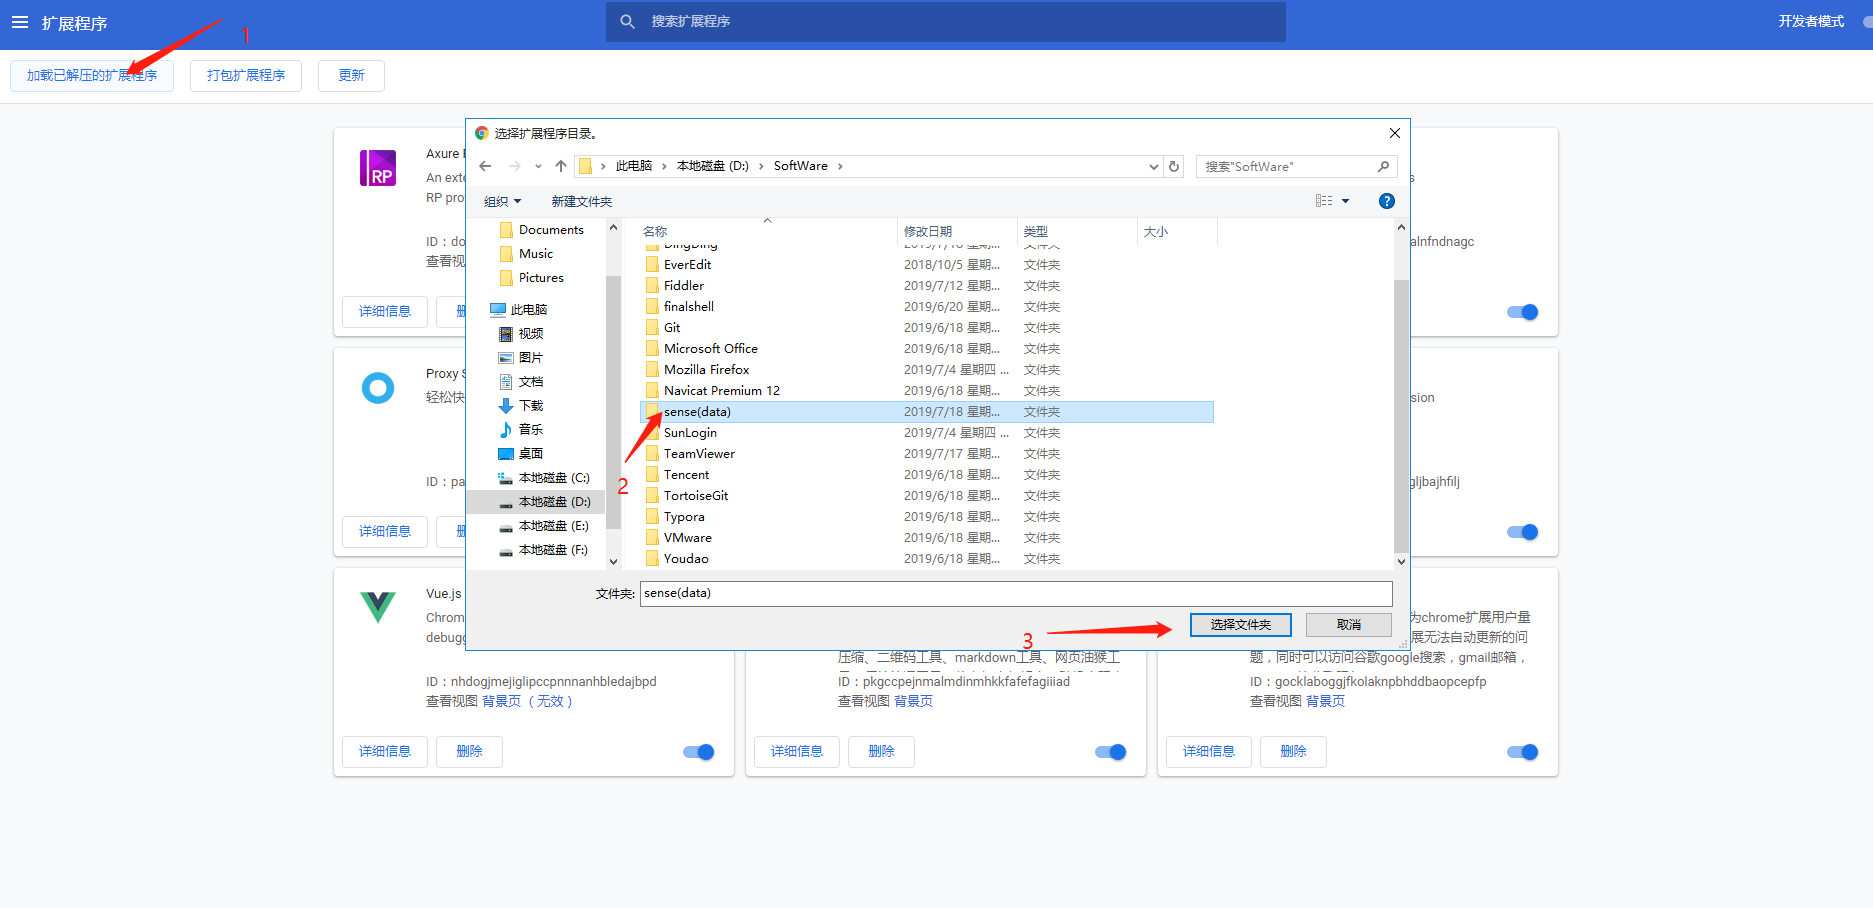 扩展程序
搜索扩展程序
开发者模式
1
加载已解压的扩展程序
打包扩展程序
更新
选择扩展程序目录。
此电脑
本地磁盘 (D:)
SoftWare
搜索"SoftWare"
组织
新建文件夹
名称
修改日期
类型
大小
Documents
Music
Pictures
此电脑
视频
图片
文档
下载
音乐
桌面
本地磁盘 (C:)
本地磁盘 (D:)
本地磁盘 (E:)
本地磁盘 (F:)
DingDing 2019/7/18 星期... 文件夹
EverEdit 2018/10/5 星期... 文件夹
Fiddler 2019/7/12 星期... 文件夹
finalshell 2019/6/20 星期... 文件夹
Git 2019/6/18 星期... 文件夹
Microsoft Office 2019/6/18 星期... 文件夹
Mozilla Firefox 2019/7/4 星期四 ... 文件夹
Navicat Premium 12 2019/6/18 星期... 文件夹
sense(data) 2019/7/18 星期... 文件夹
SunLogin 2019/7/4 星期四 ... 文件夹
TeamViewer 2019/7/17 星期... 文件夹
Tencent 2019/6/18 星期... 文件夹
TortoiseGit 2019/6/18 星期... 文件夹
Typora 2019/6/18 星期... 文件夹
VMware 2019/6/18 星期... 文件夹
Youdao 2019/6/18 星期... 文件夹
2
文件夹:
sense(data)
3
选择文件夹
取消
RP
Axure
An exte
RP pro
ID：do
查看视
详细信息
alnfndnagc
Proxy S
轻松快
ID：pa
详细信息
sion
gljbajhfilj
Vue.js
Chrom
debugg
ID：nhdogjmejiglipccpnnnanhbledajbpd
查看视图 背景页 （无效）
详细信息
删除
压缩、二维码工具、markdown工具、网页油猴工
ID：pkgccpejnmalmdinmhkkfafefagiiiad
查看视图 背景页
详细信息
删除
为chrome扩展用户量
展无法自动更新的问
题，同时可以访问谷歌google搜索，gmail邮箱，
ID：gocklaboggjfkolaknpbhddbaopcepfp
查看视图 背景页
详细信息
删除